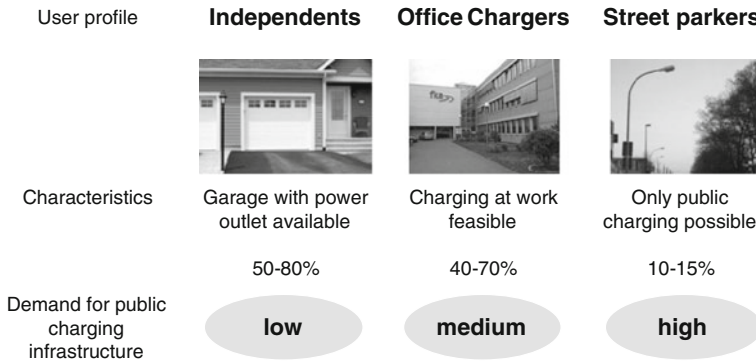 User profile
Independents
Office Chargers
Street parkers
Characteristics
Garage with power
outlet available
Charging at work
feasible
Only public
charging possible
50-80%
40-70%
10-15%
Demand for public
charging
infrastructure
low
medium
high